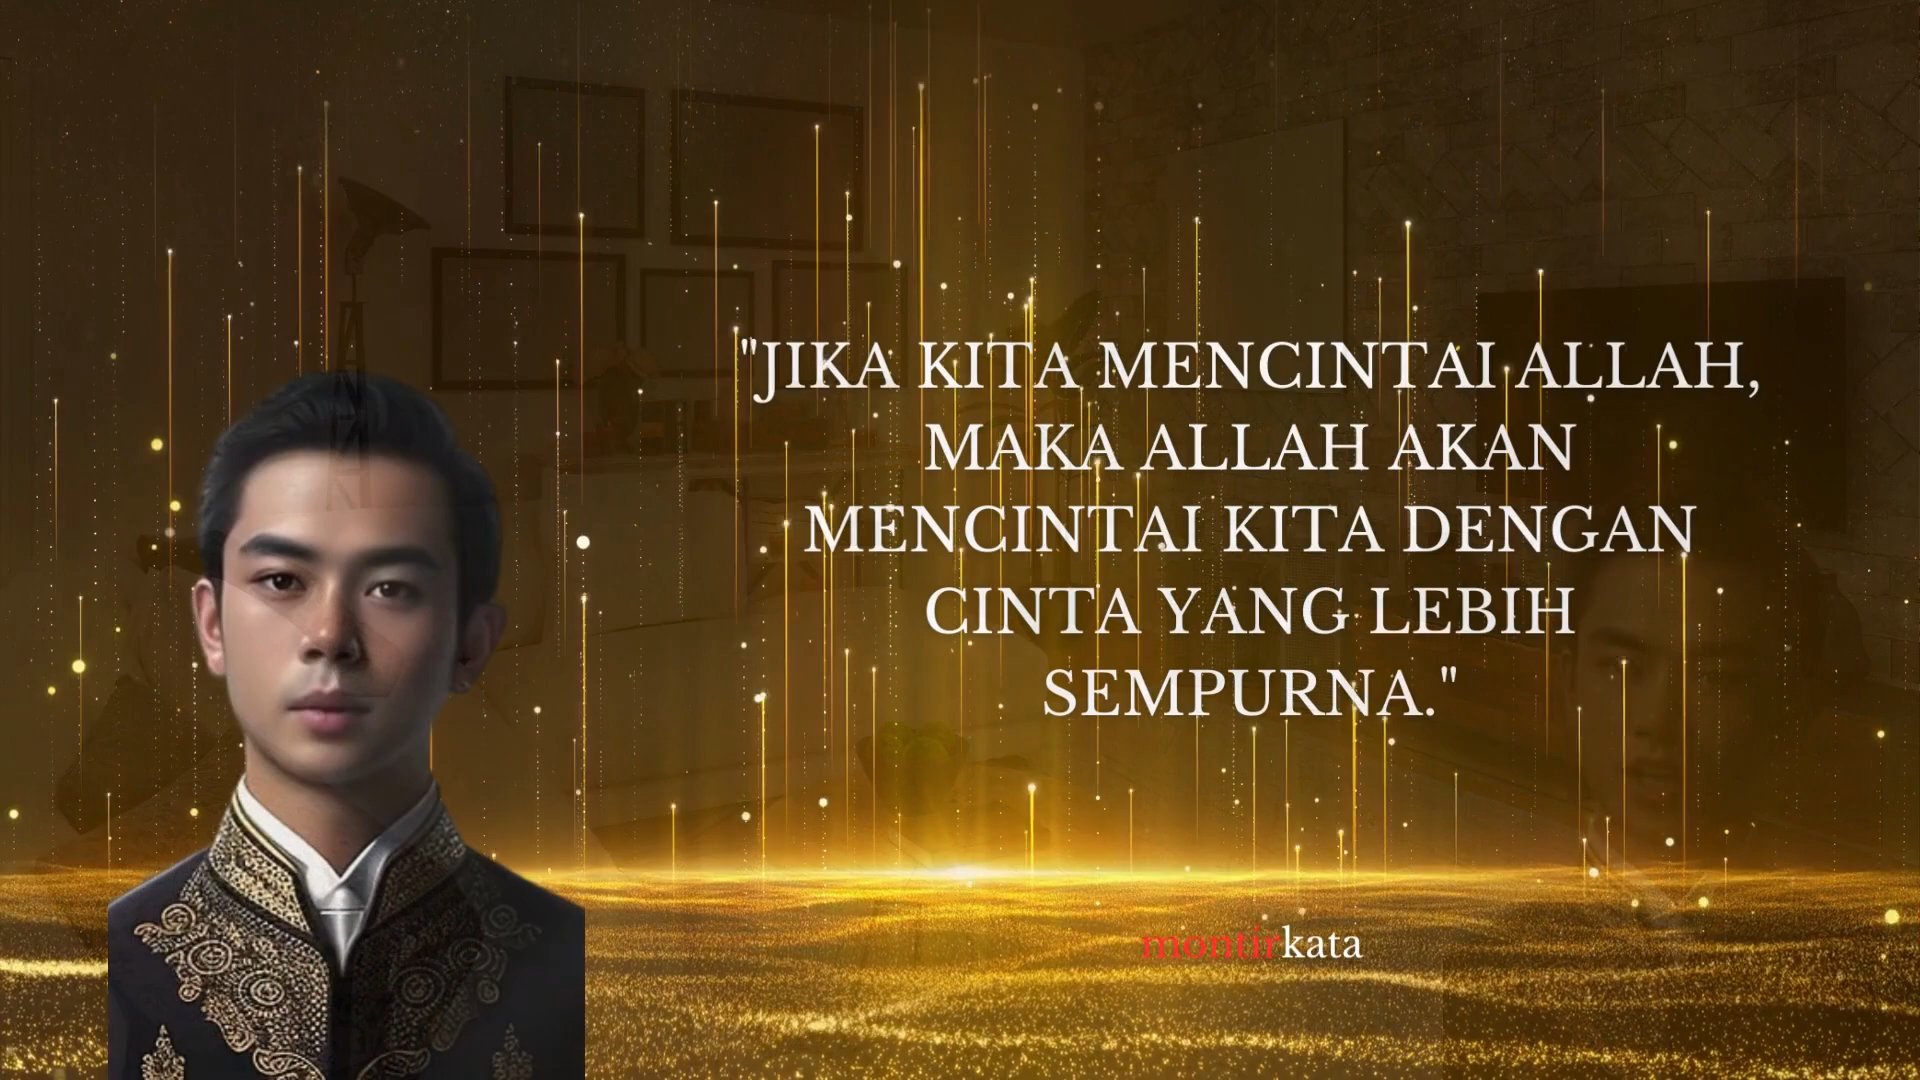 "JIKA KITA MENCINTAI ALLAH,
MAKA ALLAH AKAN
MENCINTAI KITA DENGAN
CINTA YANG LEBIH
SEMPURNA."
montirkata